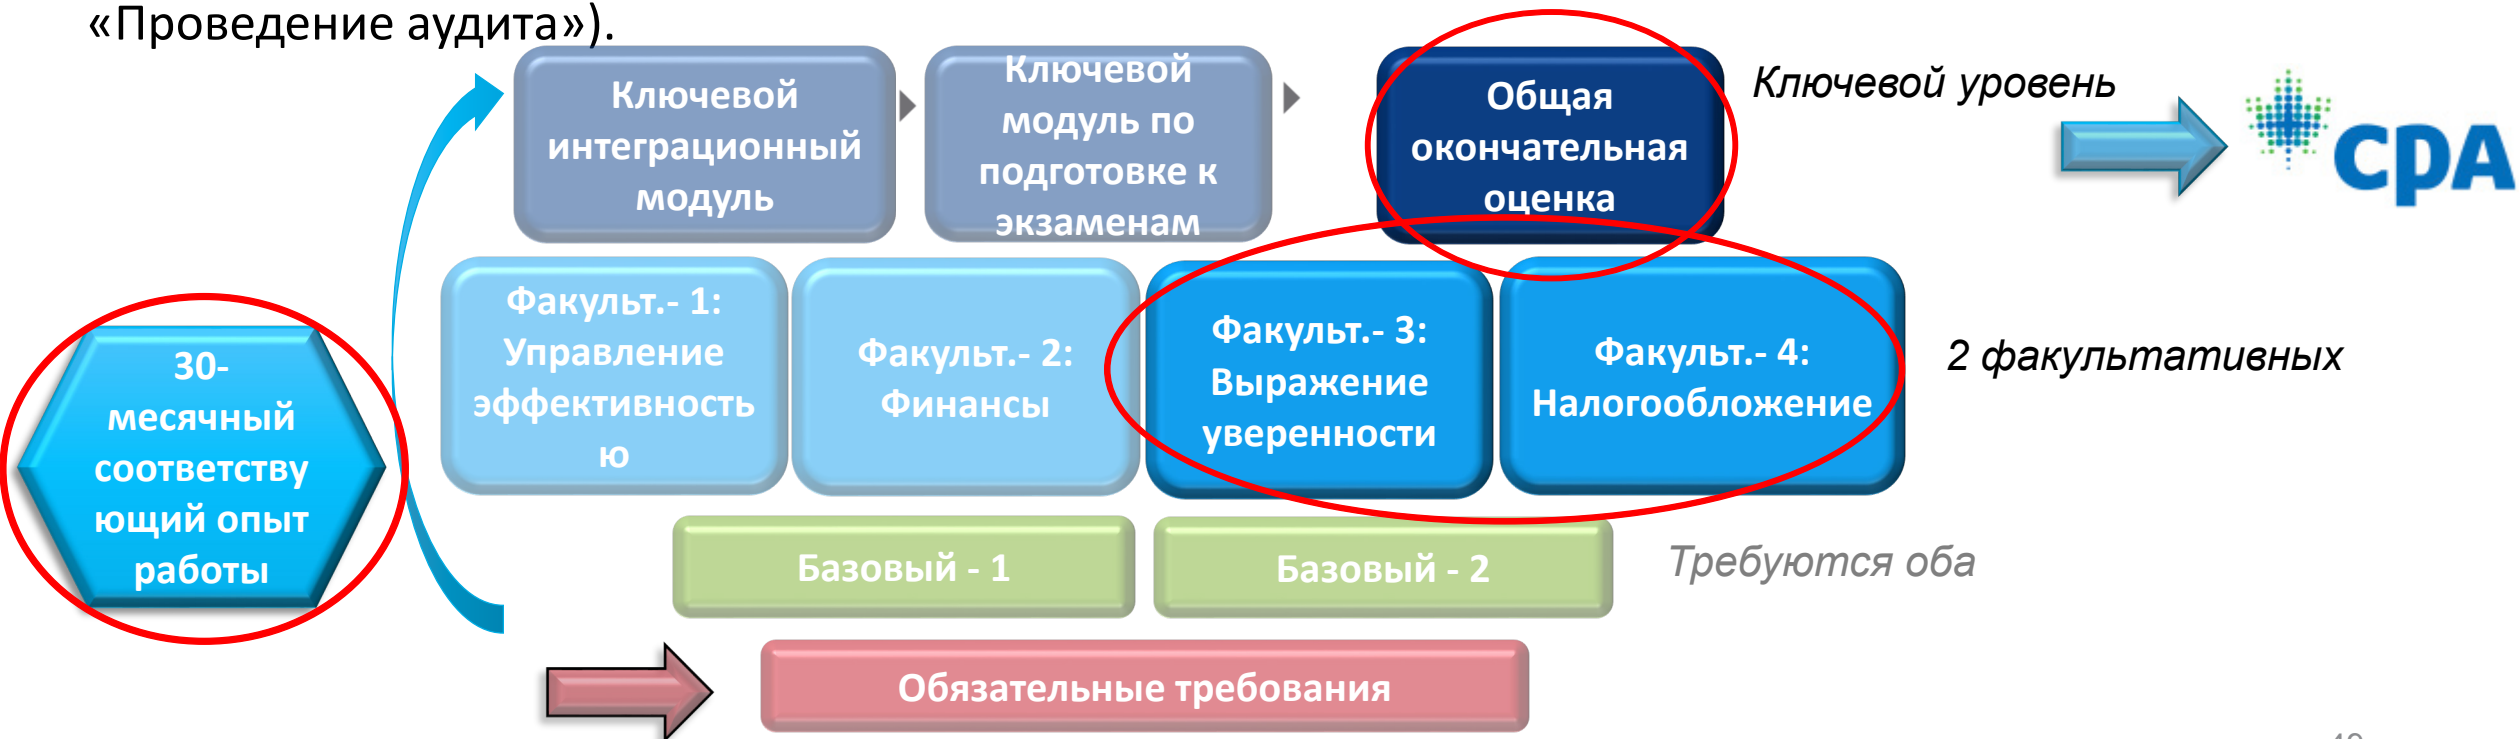 «Проведение аудита»).
Ключевой
интеграционный
модуль
Ключевой
модуль по
подготовке к
экзаменам
Общая
окончательная
оценка
Ключевой уровень
CPA
Факульт.- 1:
Управление
эффективность
ю
Факульт.- 2:
Финансы
Факульт.- 3:
Выражение
уверенности
Факульт.- 4:
Налогообложение
2 факультативных
30-
месячный
соответству
ющий опыт
работы
Базовый - 1
Базовый - 2
Требуются оба
Обязательные требования